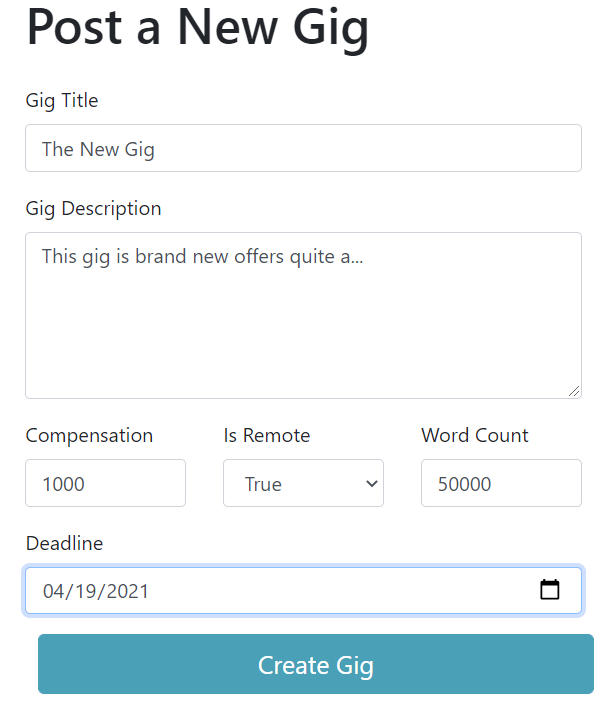 Post a New Gig
Gig Title
The New Gig
Gig Description
This gig is brand new offers quite a...
Compensation Is Remote Word Count
1000 True 50000
Deadline
04/19/2021
Create Gig